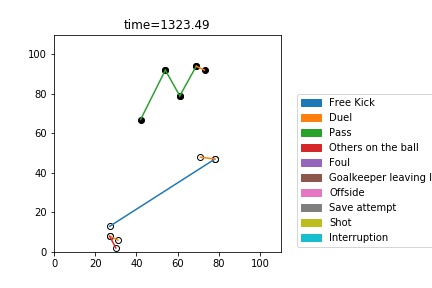 time=1323.49
100
80
60
40
20
0
0 20 40 60 80 100
Free Kick
Duel
Pass
Others on the ball
Foul
Goalkeeper leaving l
Offside
Save attempt
Shot
Interruption